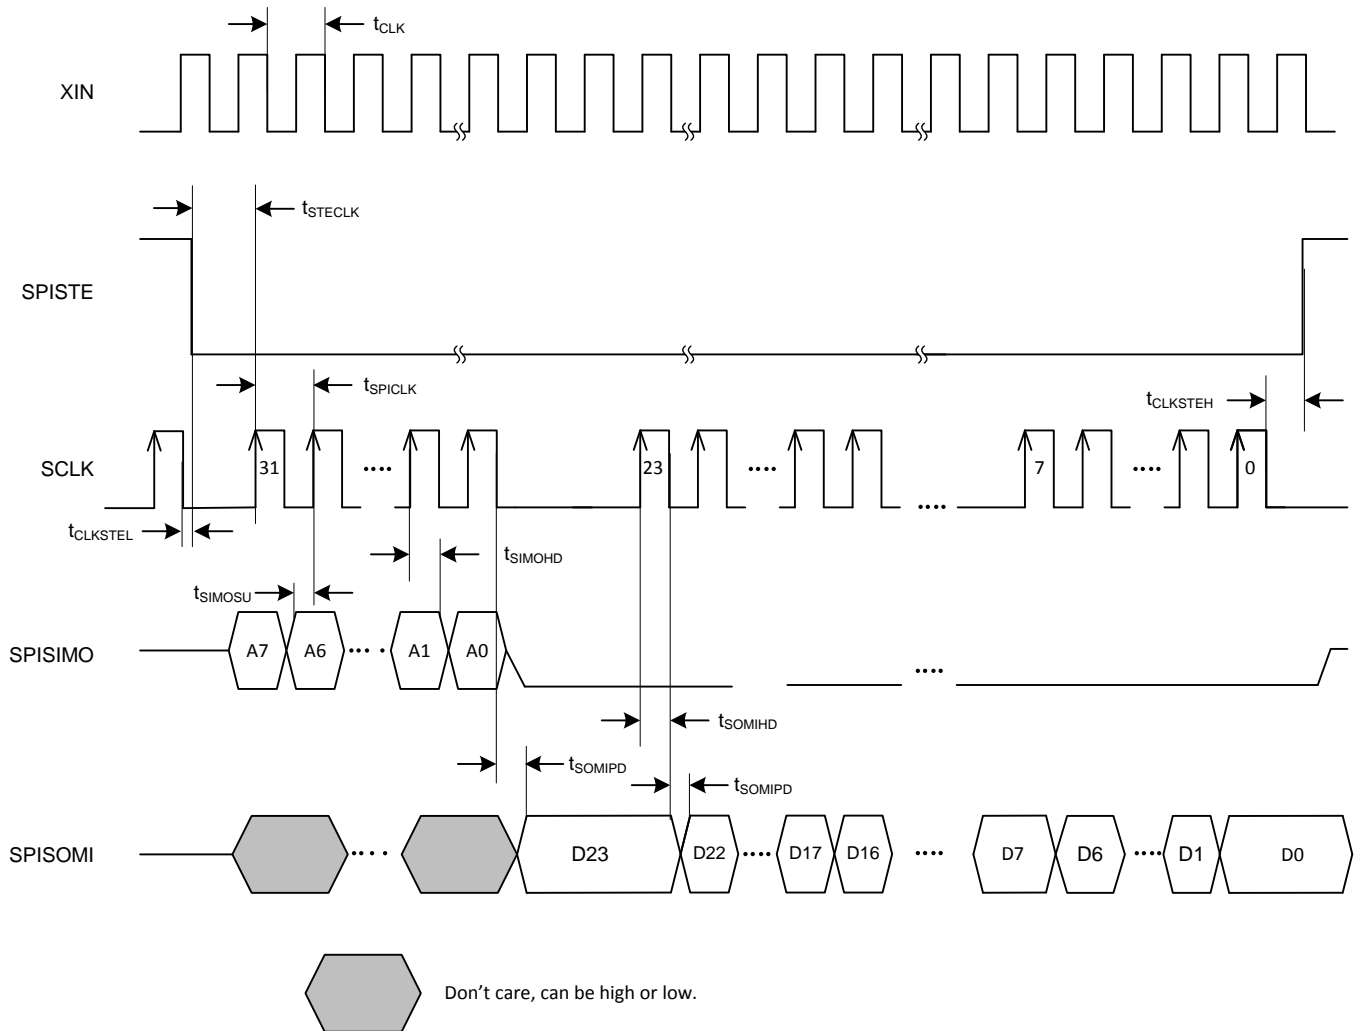 tCLK
XIN
tSTECLK
SPISTE
tSPICLK
tCLKSTEH
SCLK
31
....
23
....
....
7
....
0
tCLKSTEL
tSIMOHD
tSIMOSU
SPISIMO
A7
A6
....
A1
A0
....
tSOMIHD
tSOMIPD
tSOMIPD
SPISOMI
....
D23
D22
....
D17
D16
....
D7
D6
....
D1
D0
Don't care, can be high or low.